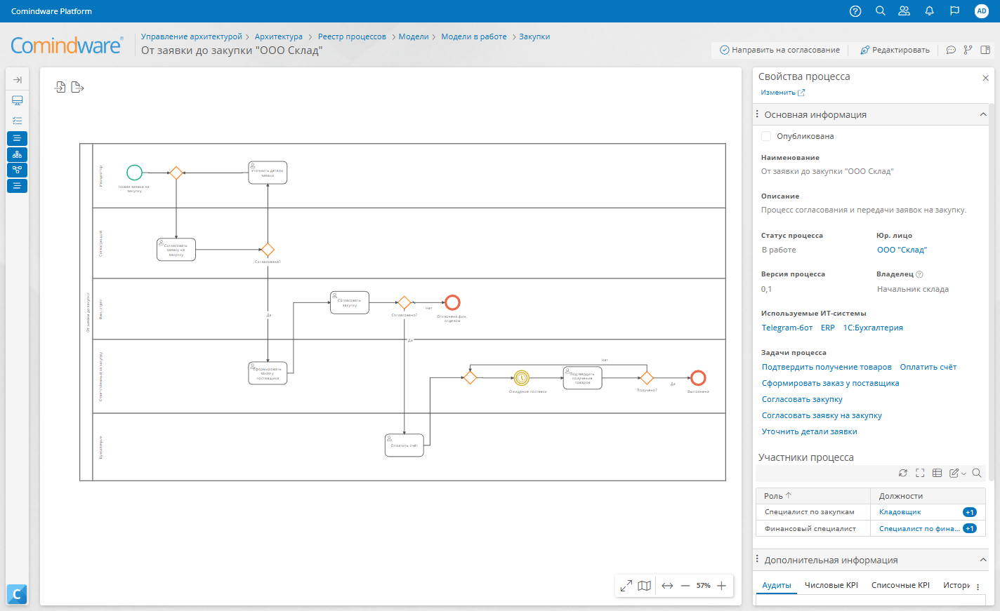 Comindware Platform
AD
Comindware®
Управление архитектурой > Архитектура > Реестр процессов > Модели > Модели в работе > Закупки
От заявки до закупки "ООО Склад"
Направить на согласование
Редактировать
От заявки до закупки
Инициатор
Новая заявка на
закупку
Уточнить детали
заявки
Согласующий
Согласовать
заявку на
закупку
Согласовано?
Фин. отдел
Да
Согласовать
закупку
Согласовано?
Нет
Отклонена фин.
отделом
Да
Ответственный за закупку
Сформировать
заказ у
поставщика
Нет
Ожидание поставки
Подтвердить
получение
товаров
Получено?
Да
Выполнена
Бухгалтерия
Оплатить счёт
57%
C
Свойства процесса
Изменить
Основная информация
Опубликована
Наименование
От заявки до закупки "ООО Склад"
Описание
Процесс согласования и передачи заявок на закупку.
Статус процесса
Юр. лицо
В работе
ООО "Склад"
Версия процесса
Владелец
0,1
Начальник склада
Используемые ИТ-системы
Telegram-бот ERP 1С:Бухгалтерия
Задачи процесса
Подтвердить получение товаров Оплатить счёт
Сформировать заказ у поставщика
Согласовать закупку
Согласовать заявку на закупку
Уточнить детали заявки
Участники процесса
Роль Должности
Специалист по закупкам Кладовщик +1
Финансовый специалист Специалист по фина... +1
Дополнительная информация
Аудиты Числовые KPI Списочные KPI Истори